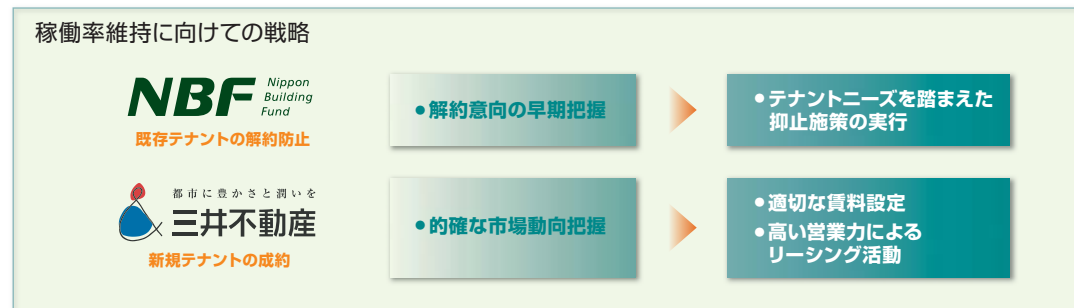 稼働率維持に向けての戦略
NBF Nippon
Building
Fund
既存テナントの解約防止
●解約意向の早期把握
●テナントニーズを踏まえた
抑止施策の実行
都市に豊かさと潤いを
三井不動産
新規テナントの成約
●的確な市場動向把握
●適切な賃料設定
●高い営業力による
リーシング活動